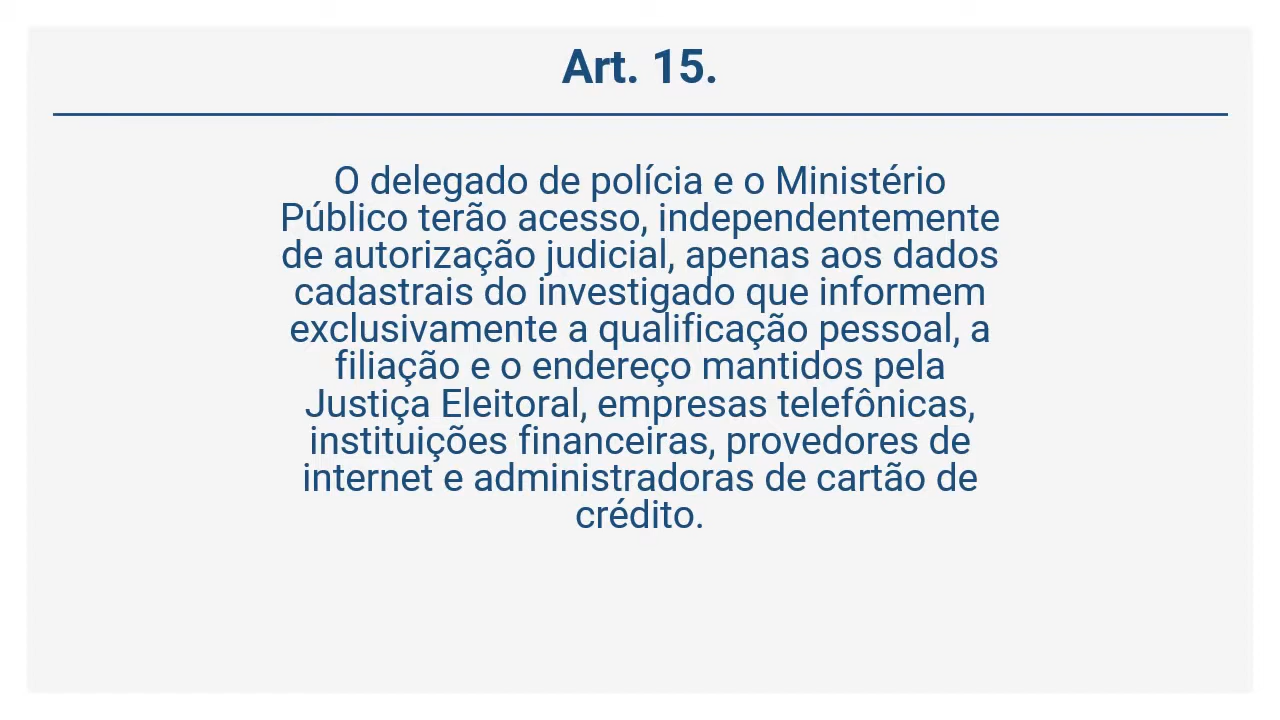 Art. 15.
O delegado de polícia e o Ministério
Público terão acesso, independentemente
de autorização judicial, apenas aos dados
cadastrais do investigado que informem
exclusivamente a qualificação pessoal, a
filiação e o endereço mantidos pela
Justiça Eleitoral, empresas telefônicas,
instituições financeiras, provedores de
internet e administradoras de cartão de
crédito.